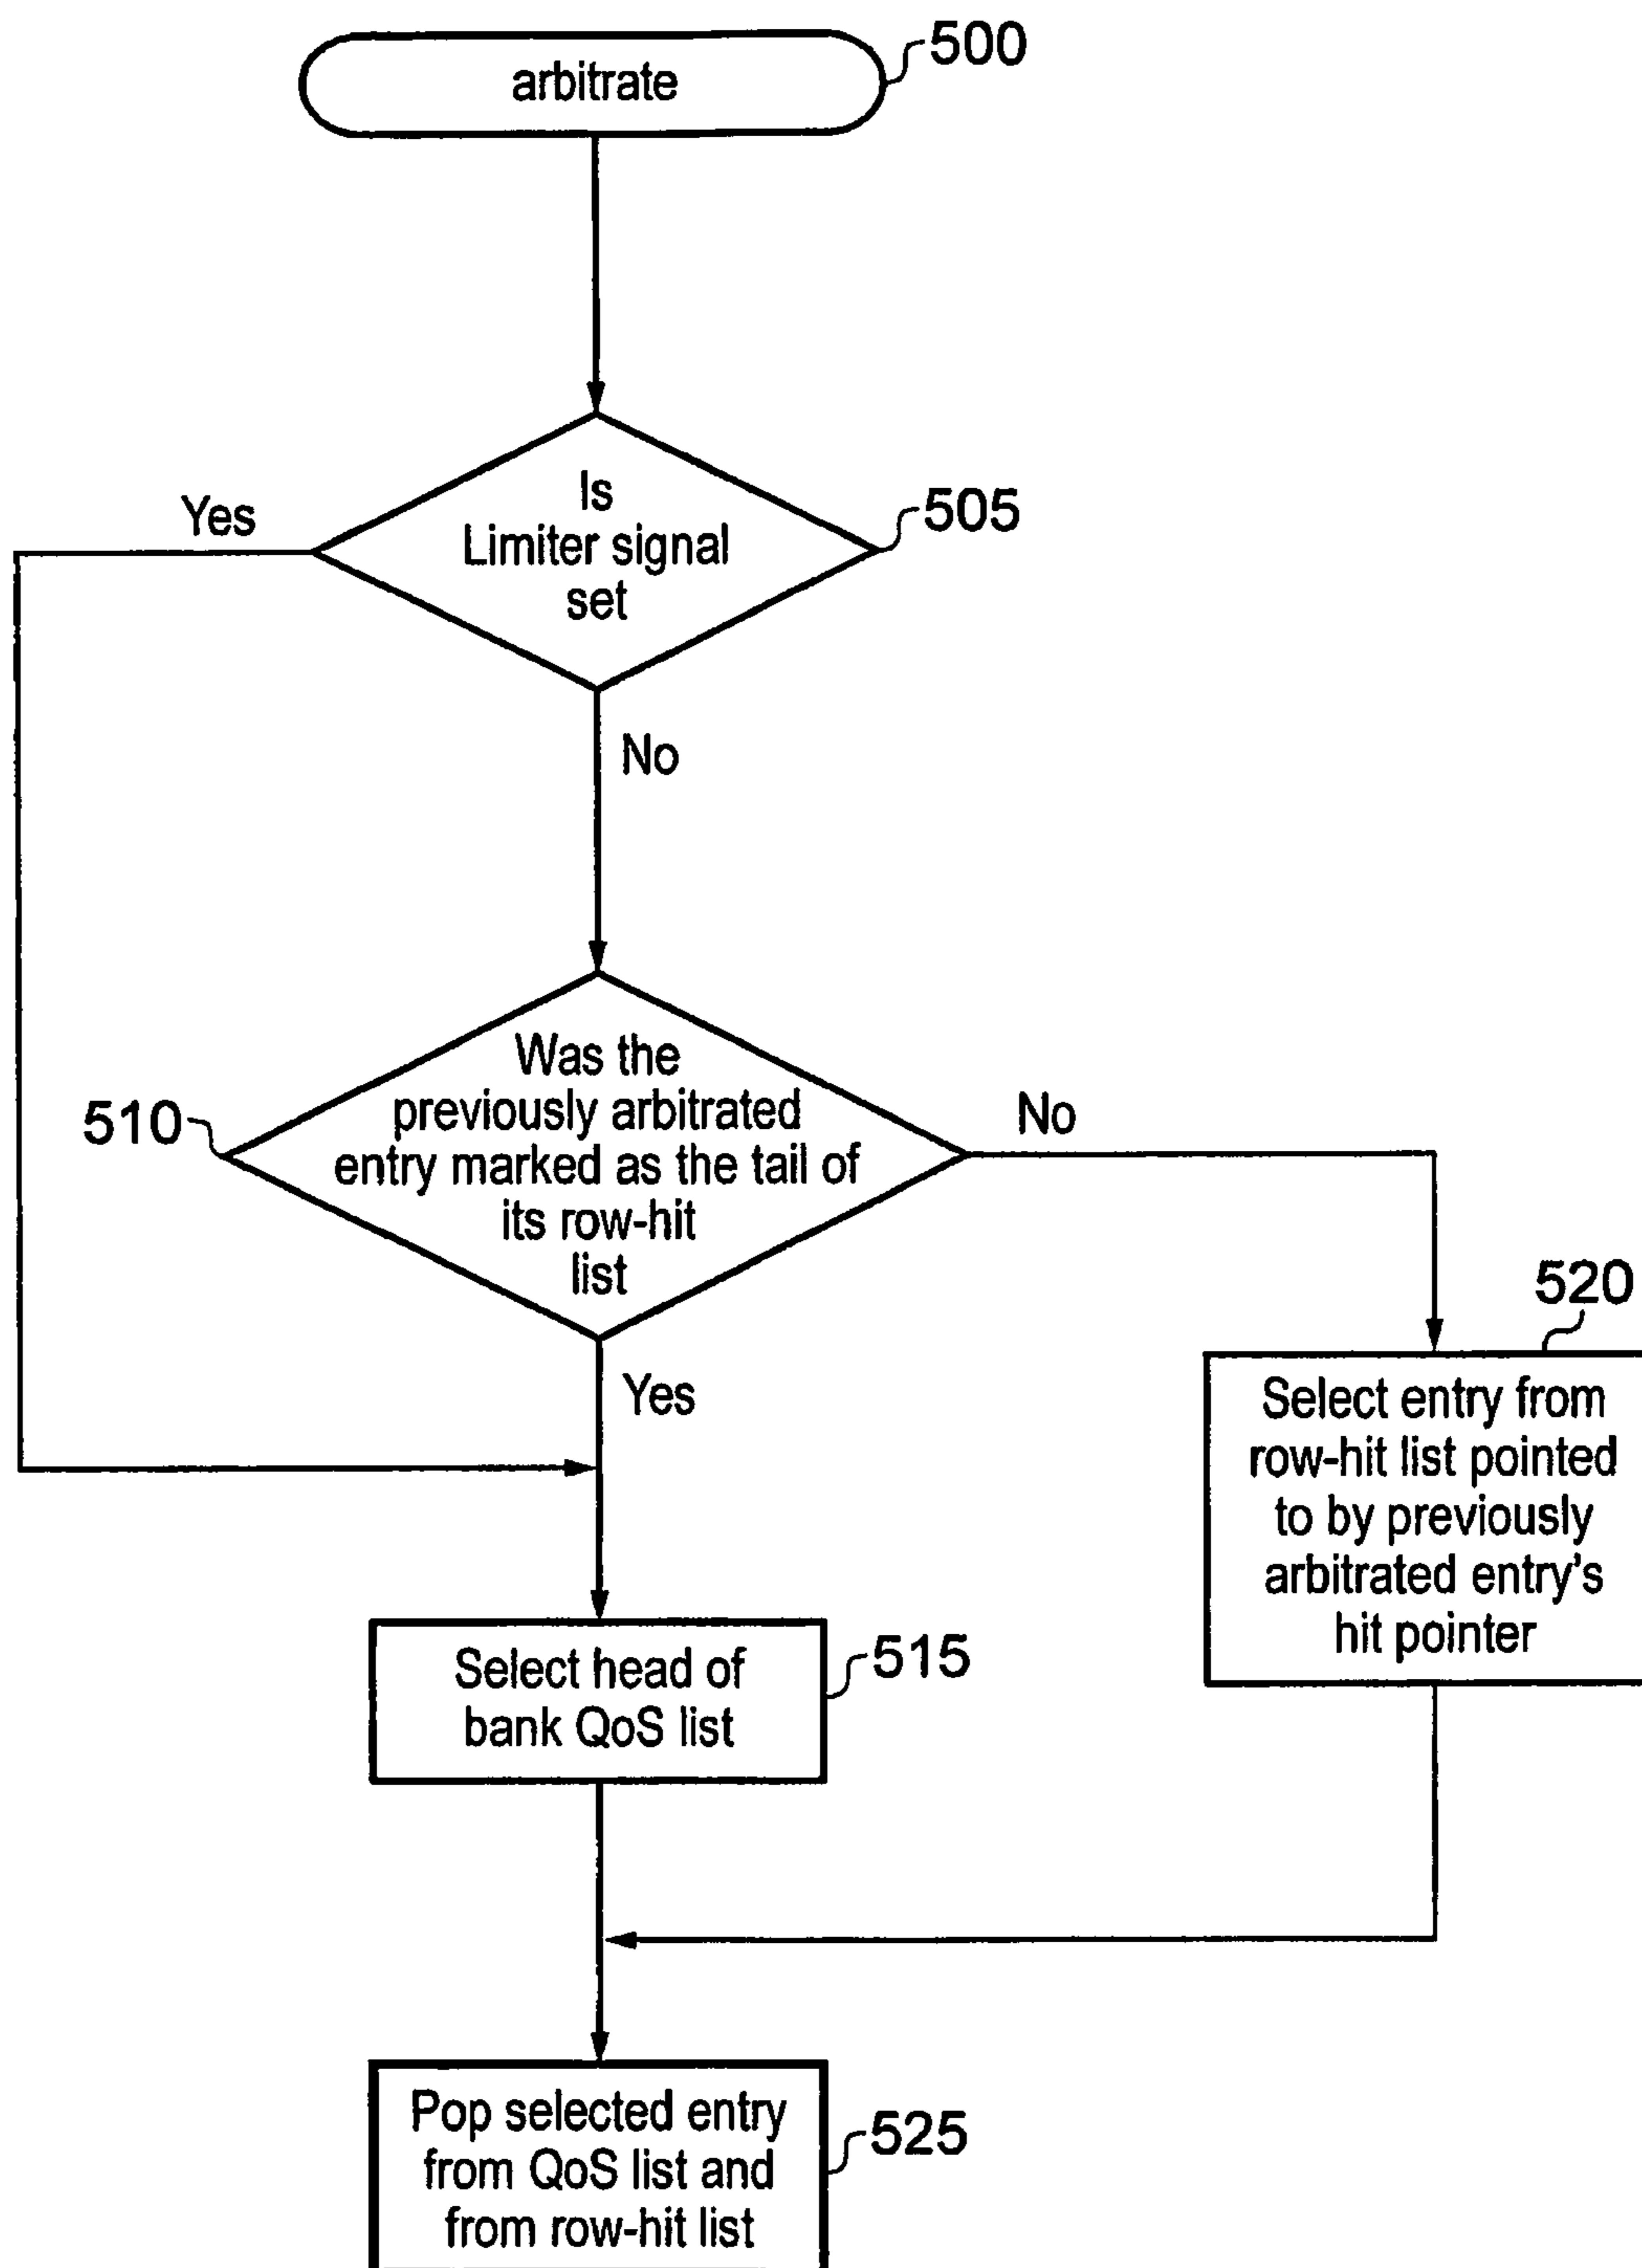 arbitrate
500
Is
Limiter signal
set
505
Yes
No
Was the
previously arbitrated
entry marked as the tail of
its row-hit
list
510
No
Yes
520
Select entry from
row-hit list pointed
to by previously
arbitrated entry's
hit pointer
Select head of
bank QoS list
515
Pop selected entry
from QoS list and
from row-hit list
525